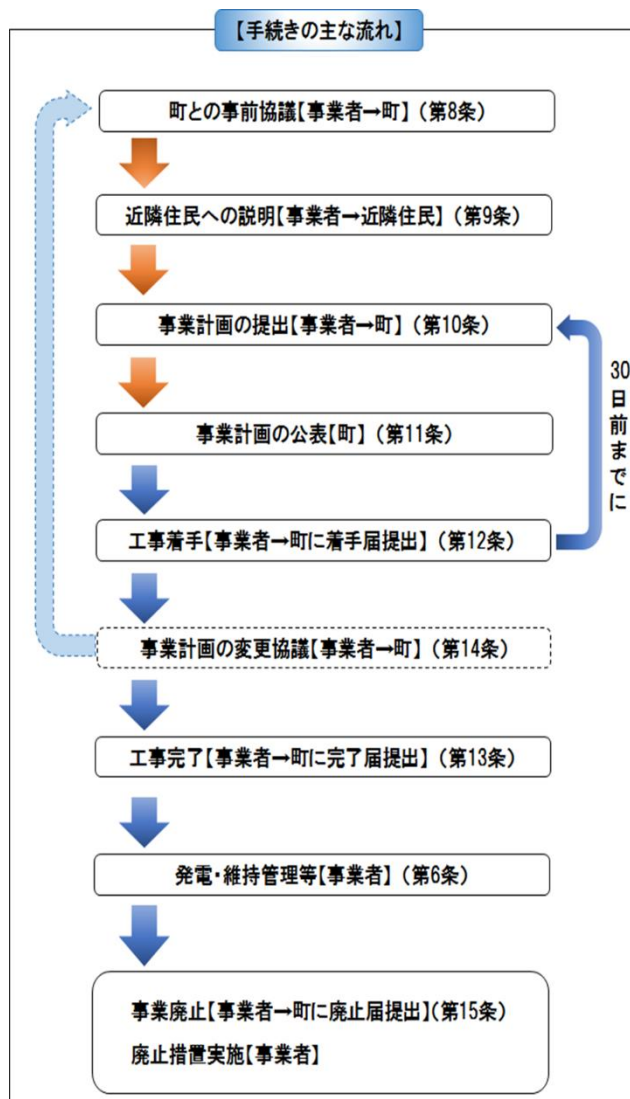 【手続きの主な流れ】
町との事前協議【事業者→町】（第8条）
近隣住民への説明【事業者→近隣住民】（第9条）
事業計画の提出【事業者→町】（第10条）
30日前までに
事業計画の公表【町】（第11条）
工事着手【事業者→町に着手届提出】（第12条）
事業計画の変更協議【事業者→町】（第14条）
工事完了【事業者→町に完了届提出】（第13条）
発電・維持管理等【事業者】（第6条）
事業廃止【事業者→町に廃止届提出】（第15条）
廃止措置実施【事業者】